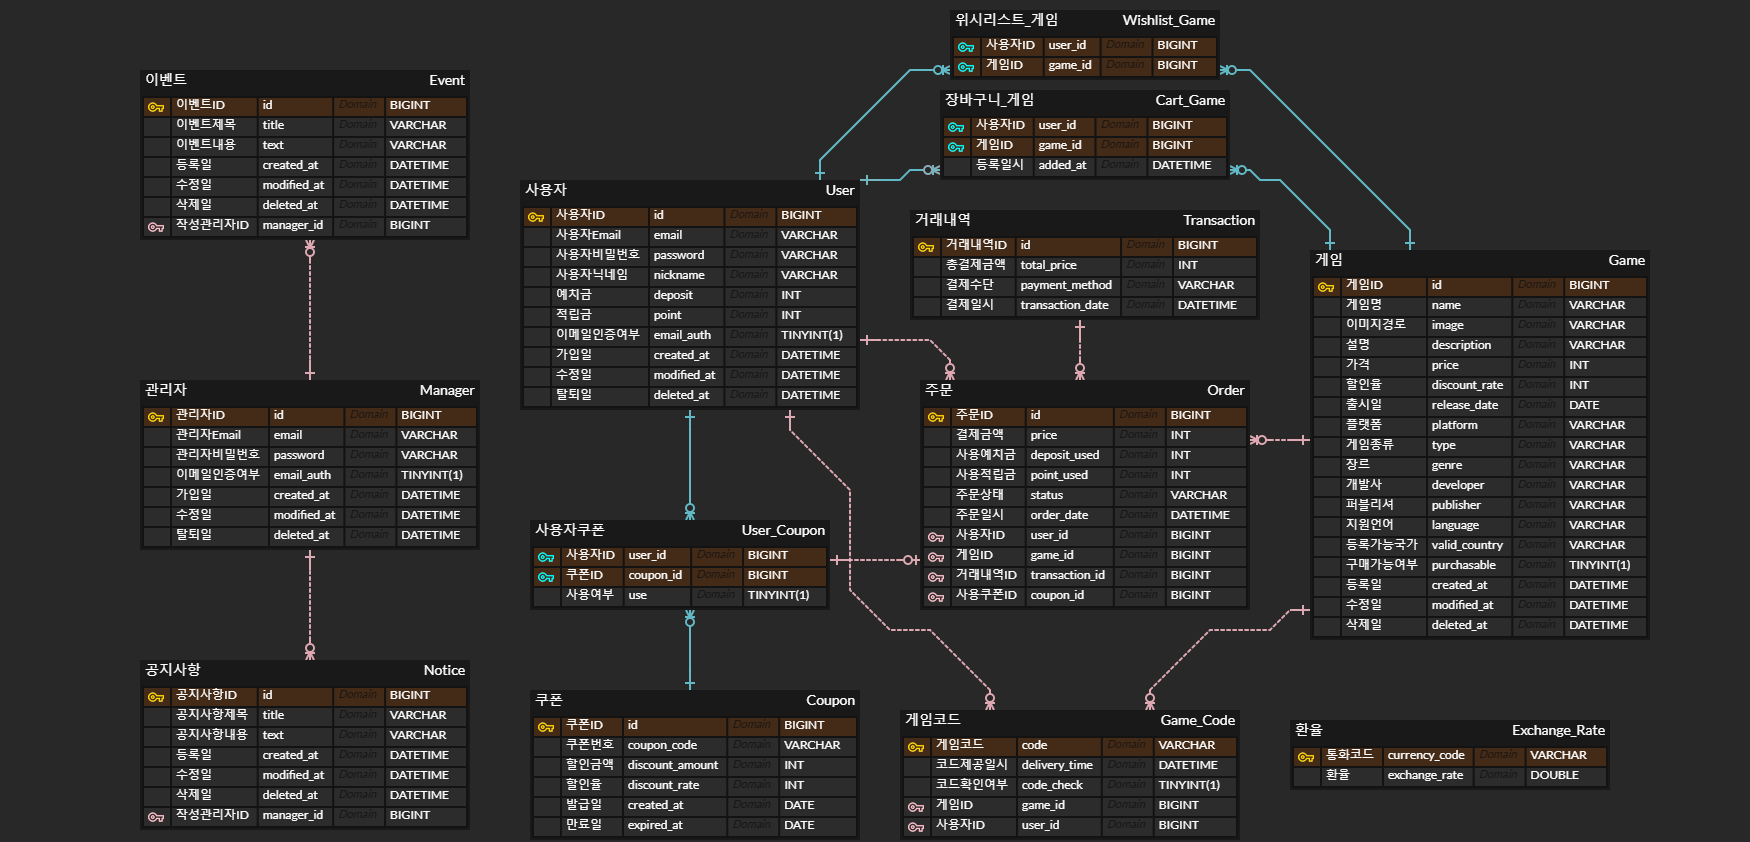 위시리스트_게임 Wishlist_Game
사용자ID user_id Domain BIGINT
게임ID game_id Domain BIGINT
장바구니_게임 Cart_Game
사용자ID user_id Domain BIGINT
게임ID game_id Domain BIGINT
등록일시 added_at Domain DATETIME
이벤트 Event
이벤트ID id Domain BIGINT
이벤트제목 title Domain VARCHAR
이벤트내용 text Domain VARCHAR
등록일 created_at Domain DATETIME
수정일 modified_at Domain DATETIME
삭제일 deleted_at Domain DATETIME
작성관리자ID manager_id Domain BIGINT
사용자 User
사용자ID id Domain BIGINT
사용자Email email Domain VARCHAR
사용자비밀번호 password Domain VARCHAR
사용자닉네임 nickname Domain VARCHAR
예치금 deposit Domain INT
적립금 point Domain INT
이메일인증여부 email_auth Domain TINYINT(1)
가입일 created_at Domain DATETIME
수정일 modified_at Domain DATETIME
탈퇴일 deleted_at Domain DATETIME
거래내역 Transaction
거래내역ID id Domain BIGINT
총결제금액 total_price Domain INT
결제수단 payment_method Domain VARCHAR
결제일시 transaction_date Domain DATETIME
게임 Game
게임ID id Domain BIGINT
게임명 name Domain VARCHAR
이미지경로 image Domain VARCHAR
설명 description Domain VARCHAR
가격 price Domain INT
할인율 discount_rate Domain INT
출시일 release_date Domain DATE
플랫폼 platform Domain VARCHAR
게임종류 type Domain VARCHAR
장르 genre Domain VARCHAR
개발사 developer Domain VARCHAR
퍼블리셔 publisher Domain VARCHAR
지원언어 language Domain VARCHAR
등록가능국가 valid_country Domain VARCHAR
구매가능여부 purchasable Domain TINYINT(1)
등록일 created_at Domain DATETIME
수정일 modified_at Domain DATETIME
삭제일 deleted_at Domain DATETIME
관리자 Manager
관리자ID id Domain BIGINT
관리자Email email Domain VARCHAR
관리자비밀번호 password Domain VARCHAR
이메일인증여부 email_auth Domain TINYINT(1)
가입일 created_at Domain DATETIME
수정일 modified_at Domain DATETIME
탈퇴일 deleted_at Domain DATETIME
주문 Order
주문ID id Domain BIGINT
결제금액 price Domain INT
사용예치금 deposit_used Domain INT
사용적립금 point_used Domain INT
주문상태 status Domain VARCHAR
주문일시 order_date Domain DATETIME
사용자ID user_id Domain BIGINT
게임ID game_id Domain BIGINT
거래내역ID transaction_id Domain BIGINT
사용쿠폰ID coupon_id Domain BIGINT
사용자쿠폰 User_Coupon
사용자ID user_id Domain BIGINT
쿠폰ID coupon_id Domain BIGINT
사용여부 use Domain TINYINT(1)
공지사항 Notice
공지사항ID id Domain BIGINT
공지사항제목 title Domain VARCHAR
공지사항내용 text Domain VARCHAR
등록일 created_at Domain DATETIME
수정일 modified_at Domain DATETIME
삭제일 deleted_at Domain DATETIME
작성관리자ID manager_id Domain BIGINT
쿠폰 Coupon
쿠폰ID id Domain BIGINT
쿠폰번호 coupon_code Domain VARCHAR
할인금액 discount_amount Domain INT
할인율 discount_rate Domain INT
발급일 created_at Domain DATE
만료일 expired_at Domain DATE
게임코드 Game_Code
게임코드 code Domain VARCHAR
코드제공일시 delivery_time Domain DATETIME
코드확인여부 code_check Domain TINYINT(1)
게임ID game_id Domain BIGINT
사용자ID user_id Domain BIGINT
환율 Exchange_Rate
통화코드 currency_code Domain VARCHAR
환율 exchange_rate Domain DOUBLE